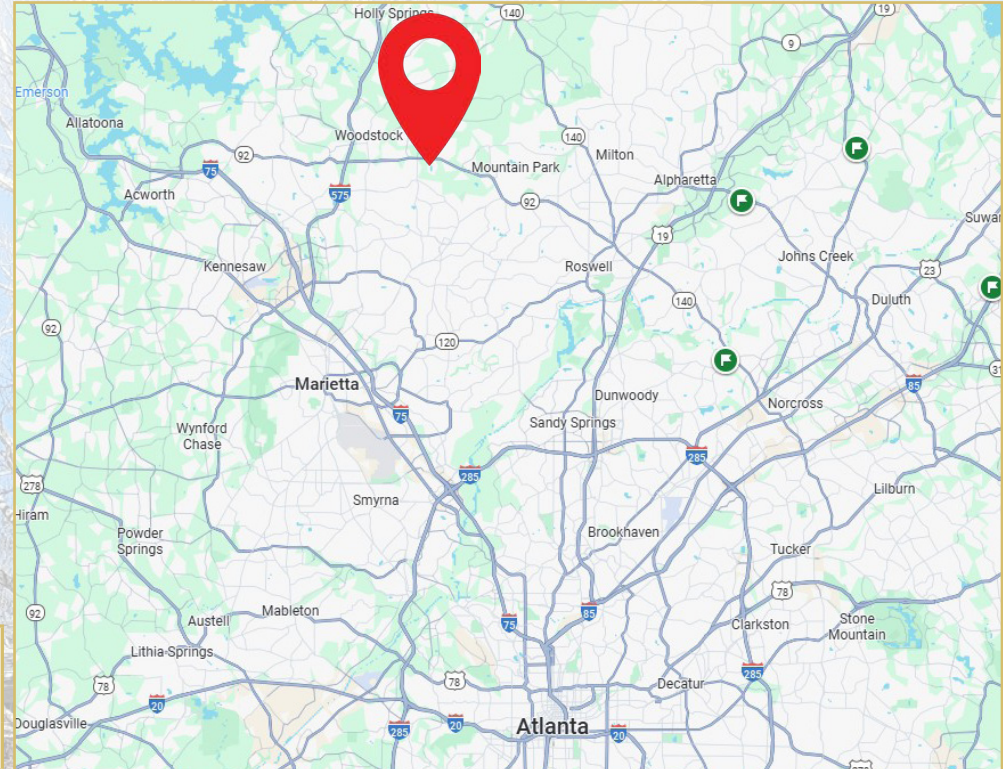 Holly Springs
140
19
9
Emerson
Allatoona
Woodstock
140
92
Mountain Park
Milton
75
Alpharetta
Acworth
575
92
19
Kennesaw
Roswell
Johns Creek
23
140
Duluth
92
120
Marietta
85
Dunwoody
75
Norcross
Wynford
Chase
Sandy Springs
285
285
278
Smyrna
Lilburn
Brookhaven
Powder
Springs
Tucker
78
92
Mableton
75
85
Austell
Clarkston
Stone
Mountain
Lithia Springs
285
78
78
Decatur
20
Douglasville
285
20
Atlanta
20